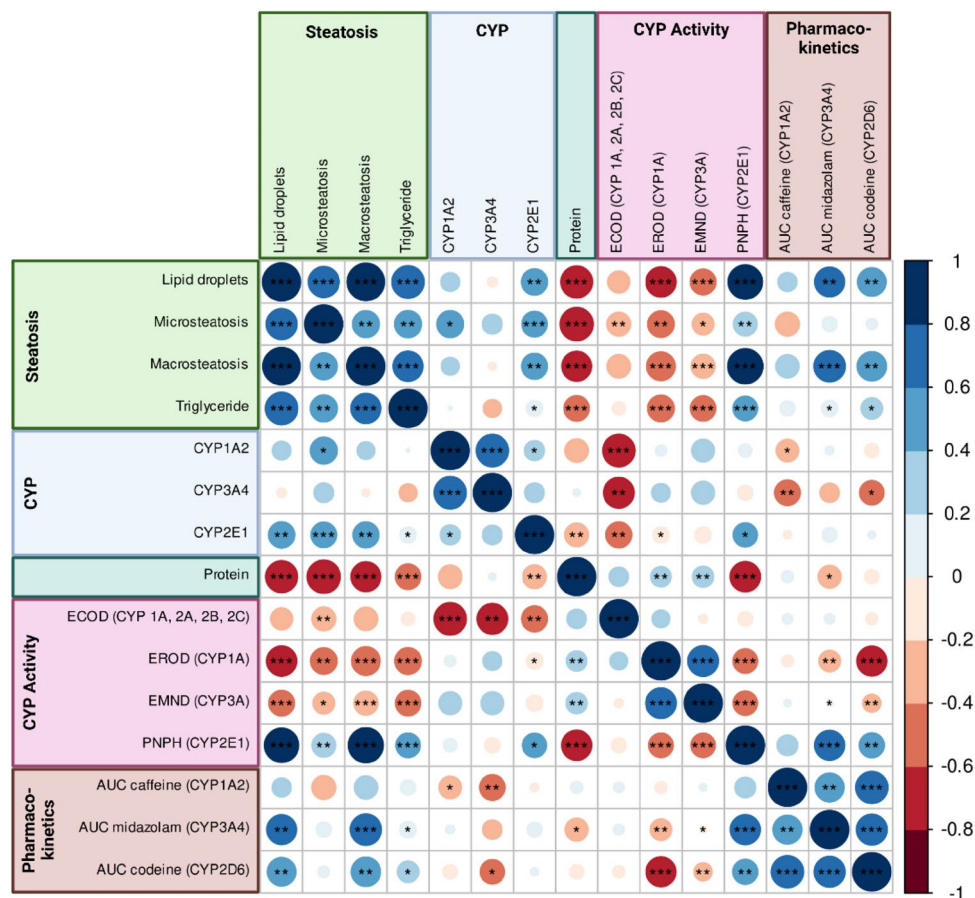 Steatosis
CYP
CYP Activity
Pharmaco-
kinetics
Lipid droplets
Microsteatosis
Macrosteatosis
Triglyceride
CYP1A2
CYP3A4
CYP2E1
Protein
ECOD (CYP 1A, 2A, 2B, 2C)
EROD (CYP1A)
EMND (CYP3A)
PNPH (CYP2E1)
AUC caffeine (CYP1A2)
AUC midazolam (CYP3A4)
AUC codeine (CYP2D6)
Steatosis
Lipid droplets *** *** *** *** ** *** *** *** *** ** **
Microsteatosis *** *** ** ** * *** *** ** ** * **
Macrosteatosis *** ** *** *** ** *** *** *** *** *** **
Triglyceride *** ** *** *** * *** *** *** *** * *
CYP
CYP1A2 * *** *** * *** *
CYP3A4 *** *** ** ** *
CYP2E1 ** *** ** * * *** ** ** * *
Protein *** *** *** *** ** *** ** ** *** *
CYP Activity
ECOD (CYP 1A, 2A, 2B, 2C) ** *** ** ** ***
EROD (CYP1A) *** ** *** *** * ** *** *** *** ** ***
EMND (CYP3A) *** * *** *** ** *** *** *** * **
PNPH (CYP2E1) *** ** *** *** * *** *** *** *** *** **
Pharmaco-
kinetics
AUC caffeine (CYP1A2) * ** *** ** ***
AUC midazolam (CYP3A4) ** *** * * ** * *** ** *** ***
AUC codeine (CYP2D6) ** ** * * *** ** ** *** *** ***
1
0.8
0.6
0.4
0.2
0
-0.2
-0.4
-0.6
-0.8
-1